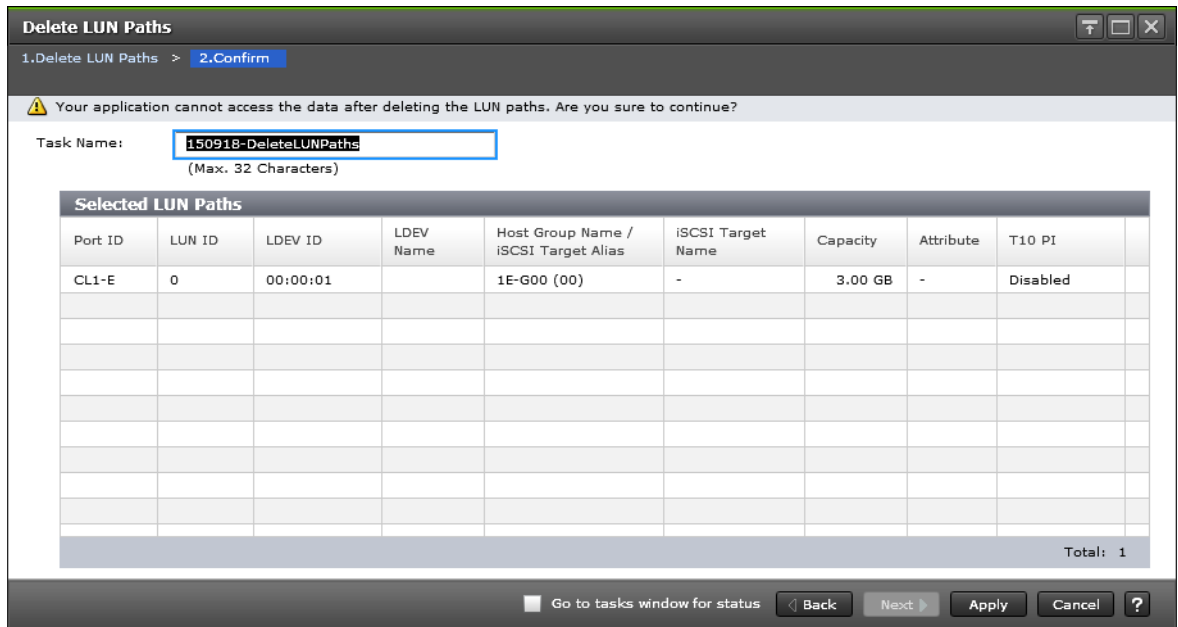 Delete LUN Paths
1.Delete LUN Paths > 2.Confirm
Your application cannot access the data after deleting the LUN paths. Are you sure to continue?
Task Name: 150918-DeleteLUNPaths
(Max. 32 Characters)
Selected LUN Paths
Port ID LUN ID LDEV ID LDEV Name Host Group Name / iSCSI Target Alias iSCSI Target Name Capacity Attribute T10 PI
CL1-E 0 00:00:01 1E-G00 (00) - 3.00 GB - Disabled
Total: 1
Go to tasks window for status Back Next Apply Cancel ?